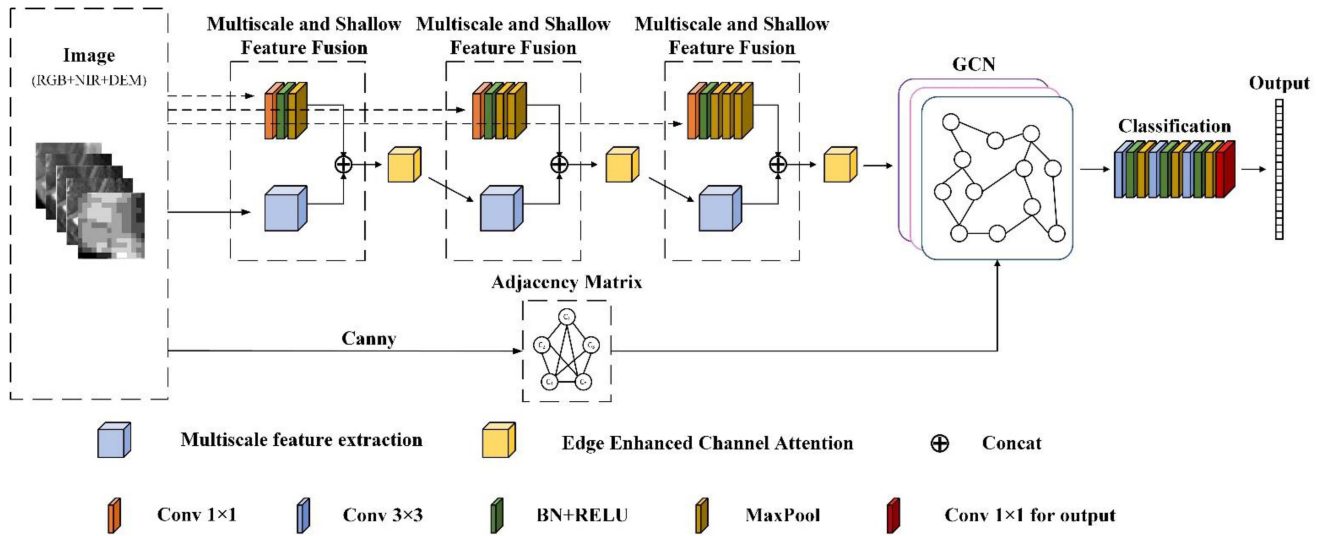 Multiscale and Shallow
Feature Fusion
Multiscale and Shallow
Feature Fusion
Multiscale and Shallow
Feature Fusion
Image
(RGB+NIR+DEM)
GCN
Output
Classification
Adjacency Matrix
Canny
Multiscale feature extraction
Edge Enhanced Channel Attention
Concat
Conv 1×1
Conv 3×3
BN+RELU
MaxPool
Conv 1×1 for output